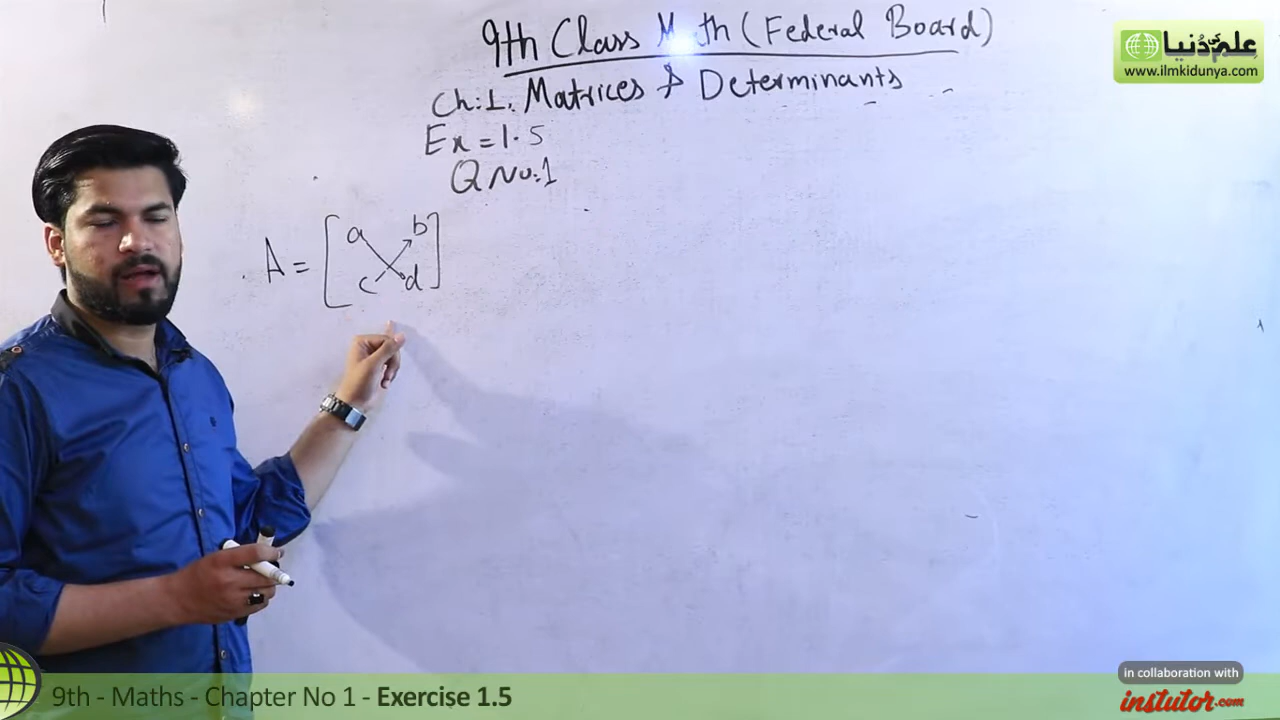 9th Class Math (Federal Board)
Ch:1. Matrices & Determinants
Ex = 1.5
Q No:1
A = [a b
c d]
علم کی دُنیا
www.ilmkidunya.com
in collaboration with
instutor.com
9th - Maths - Chapter No 1 - Exercise 1.5